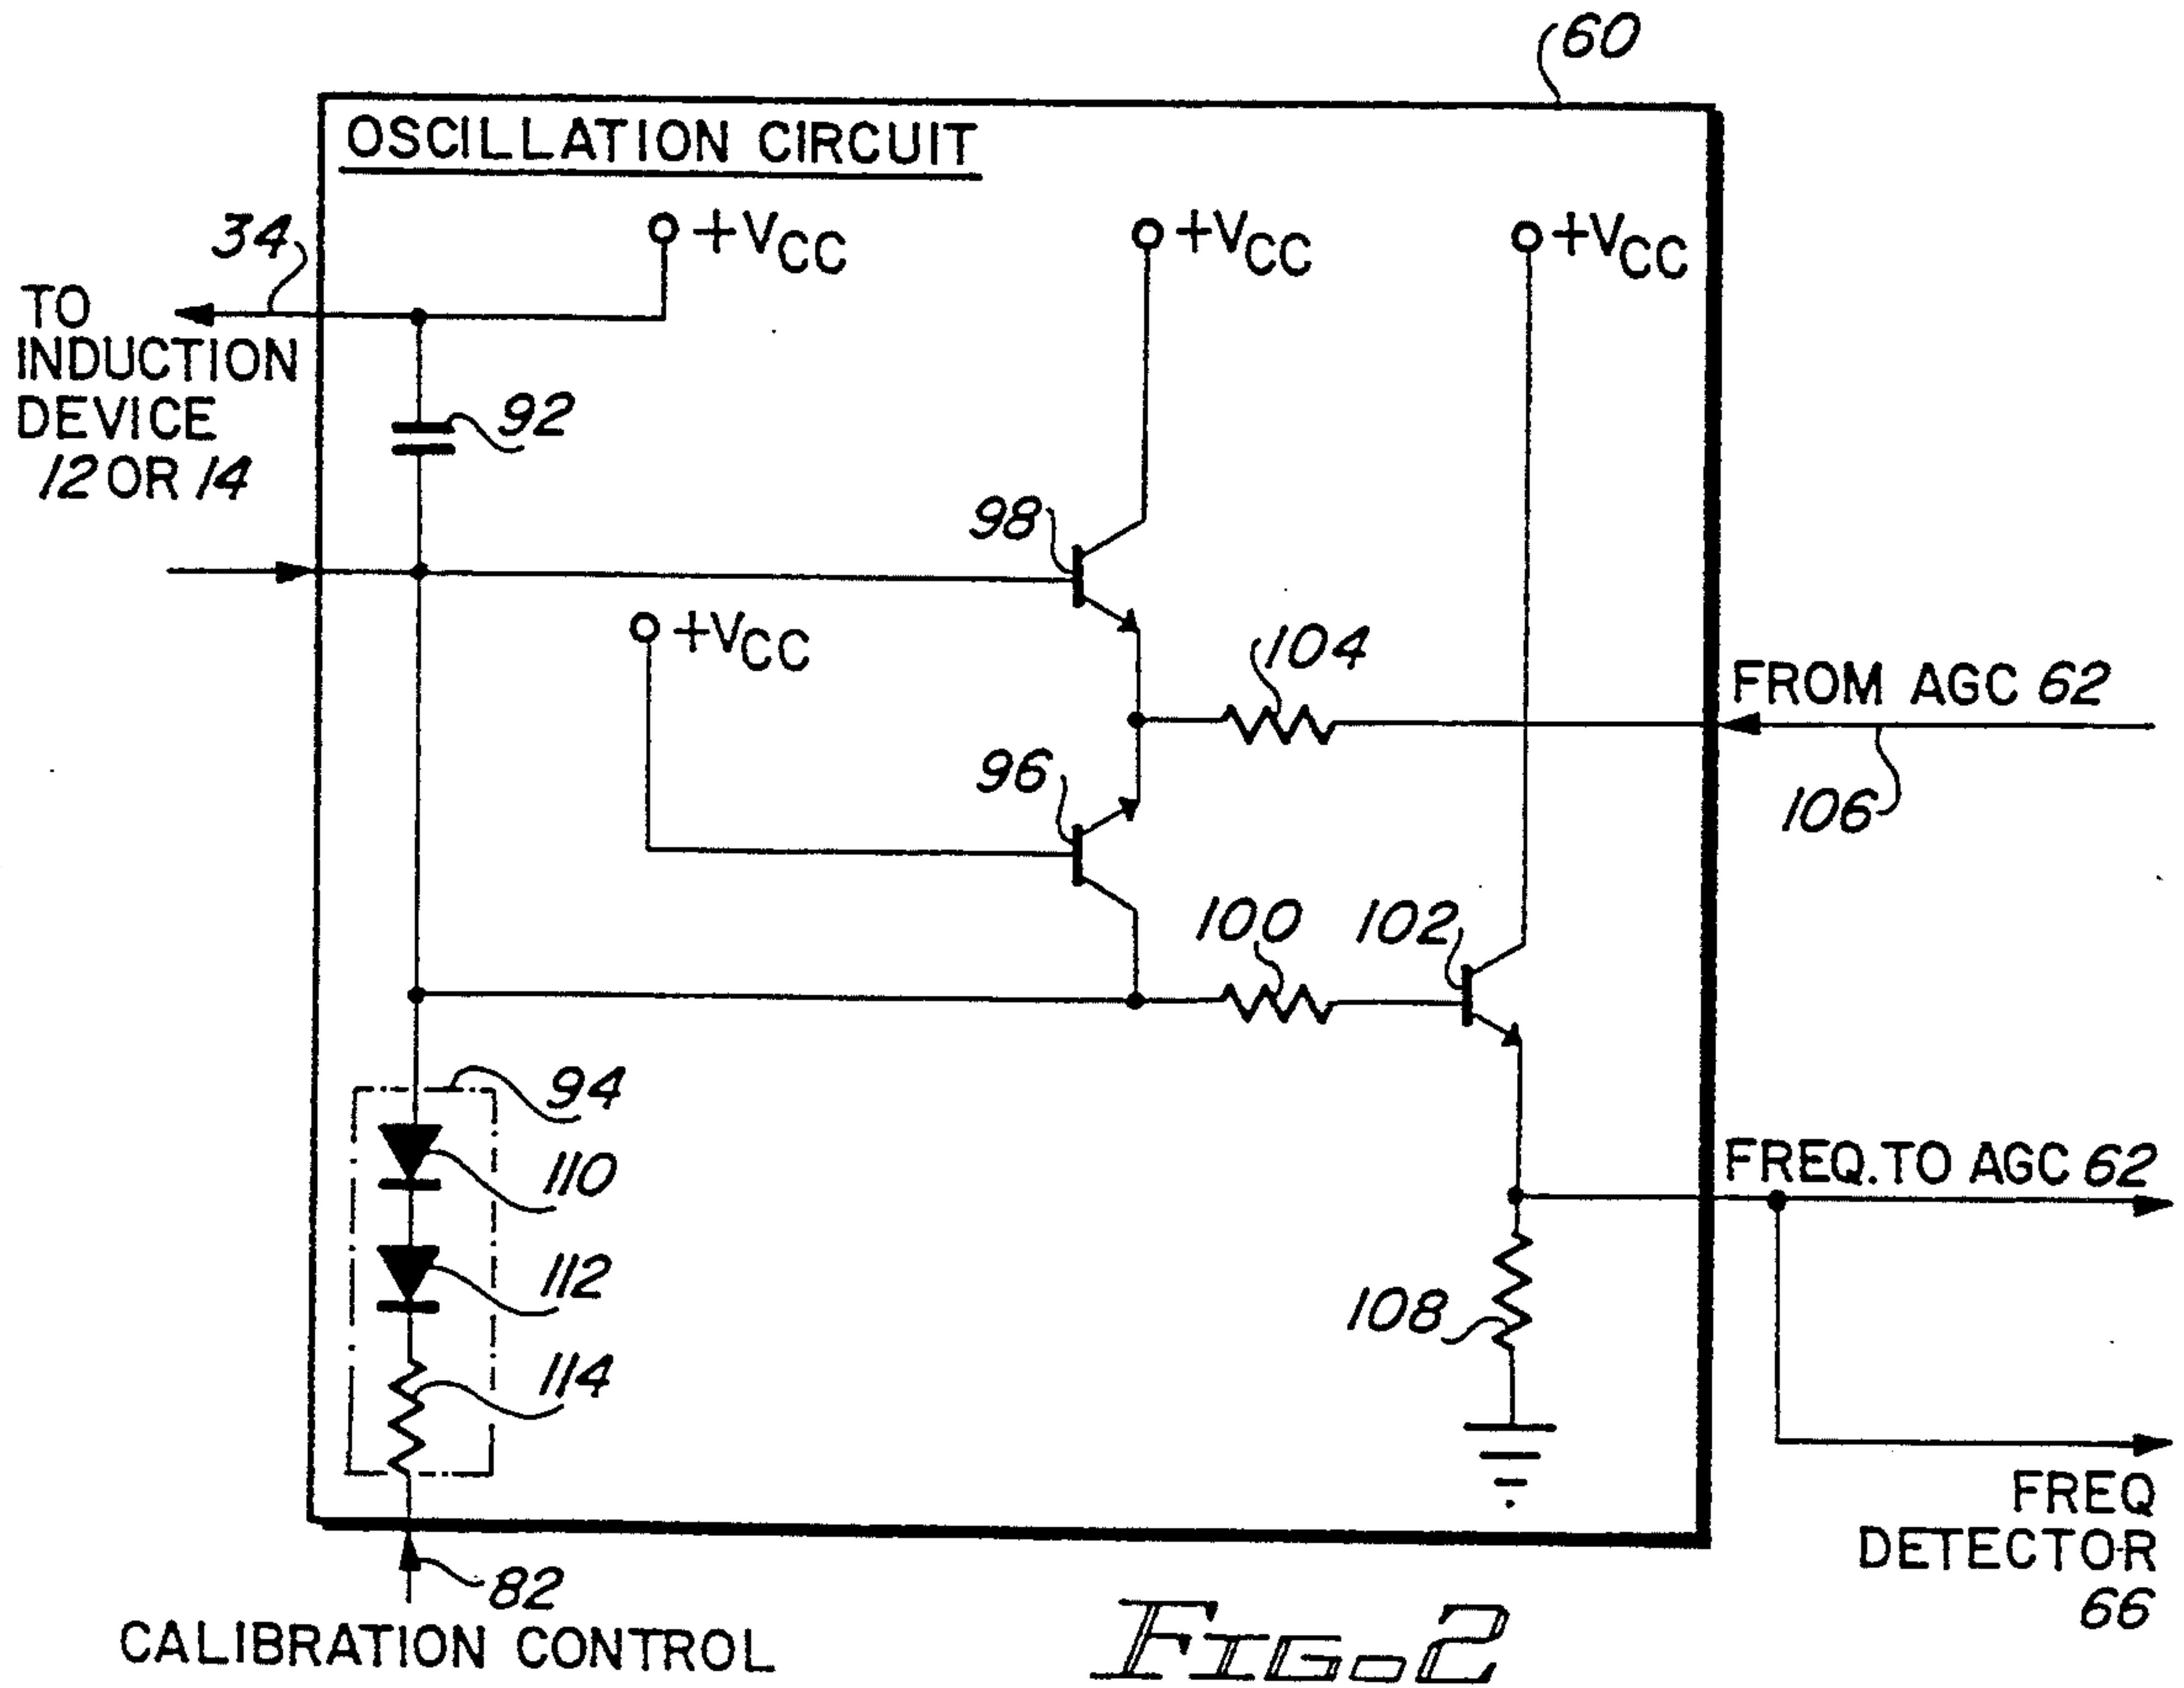 60
OSCILLATION CIRCUIT
34
+VCC
+VCC
+VCC
TO
INDUCTION
DEVICE
12 OR 14
92
98
+VCC
104
FROM AGC 62
96
106
100
102
94
110
FREQ. TO AGC 62
112
108
114
FREQ
DETECTOR
66
82
CALIBRATION CONTROL
FIG. 2